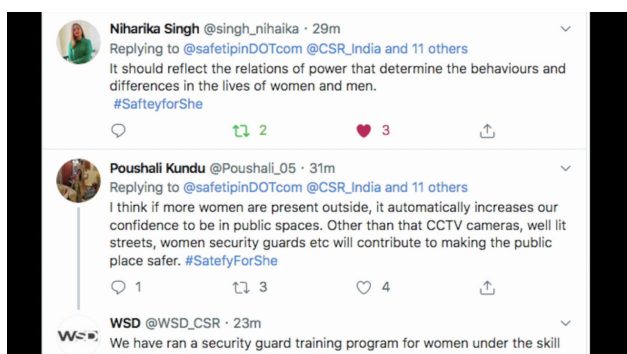 Niharika Singh @singh_nihaika · 29m
Replying to @safetipinDOTcom @CSR_India and 11 others
It should reflect the relations of power that determine the behaviours and
differences in the lives of women and men.
#SafteyforShe
2 3
Poushali Kundu @Poushali_05 · 31m
Replying to @safetipinDOTcom @CSR_India and 11 others
I think if more women are present outside, it automatically increases our
confidence to be in public spaces. Other than that CCTV cameras, well lit
streets, women security guards etc will contribute to making the public
place safer. #SatefyForShe
1 3 4
WSD
WSD @WSD_CSR · 23m
We have ran a security guard training program for women under the skill